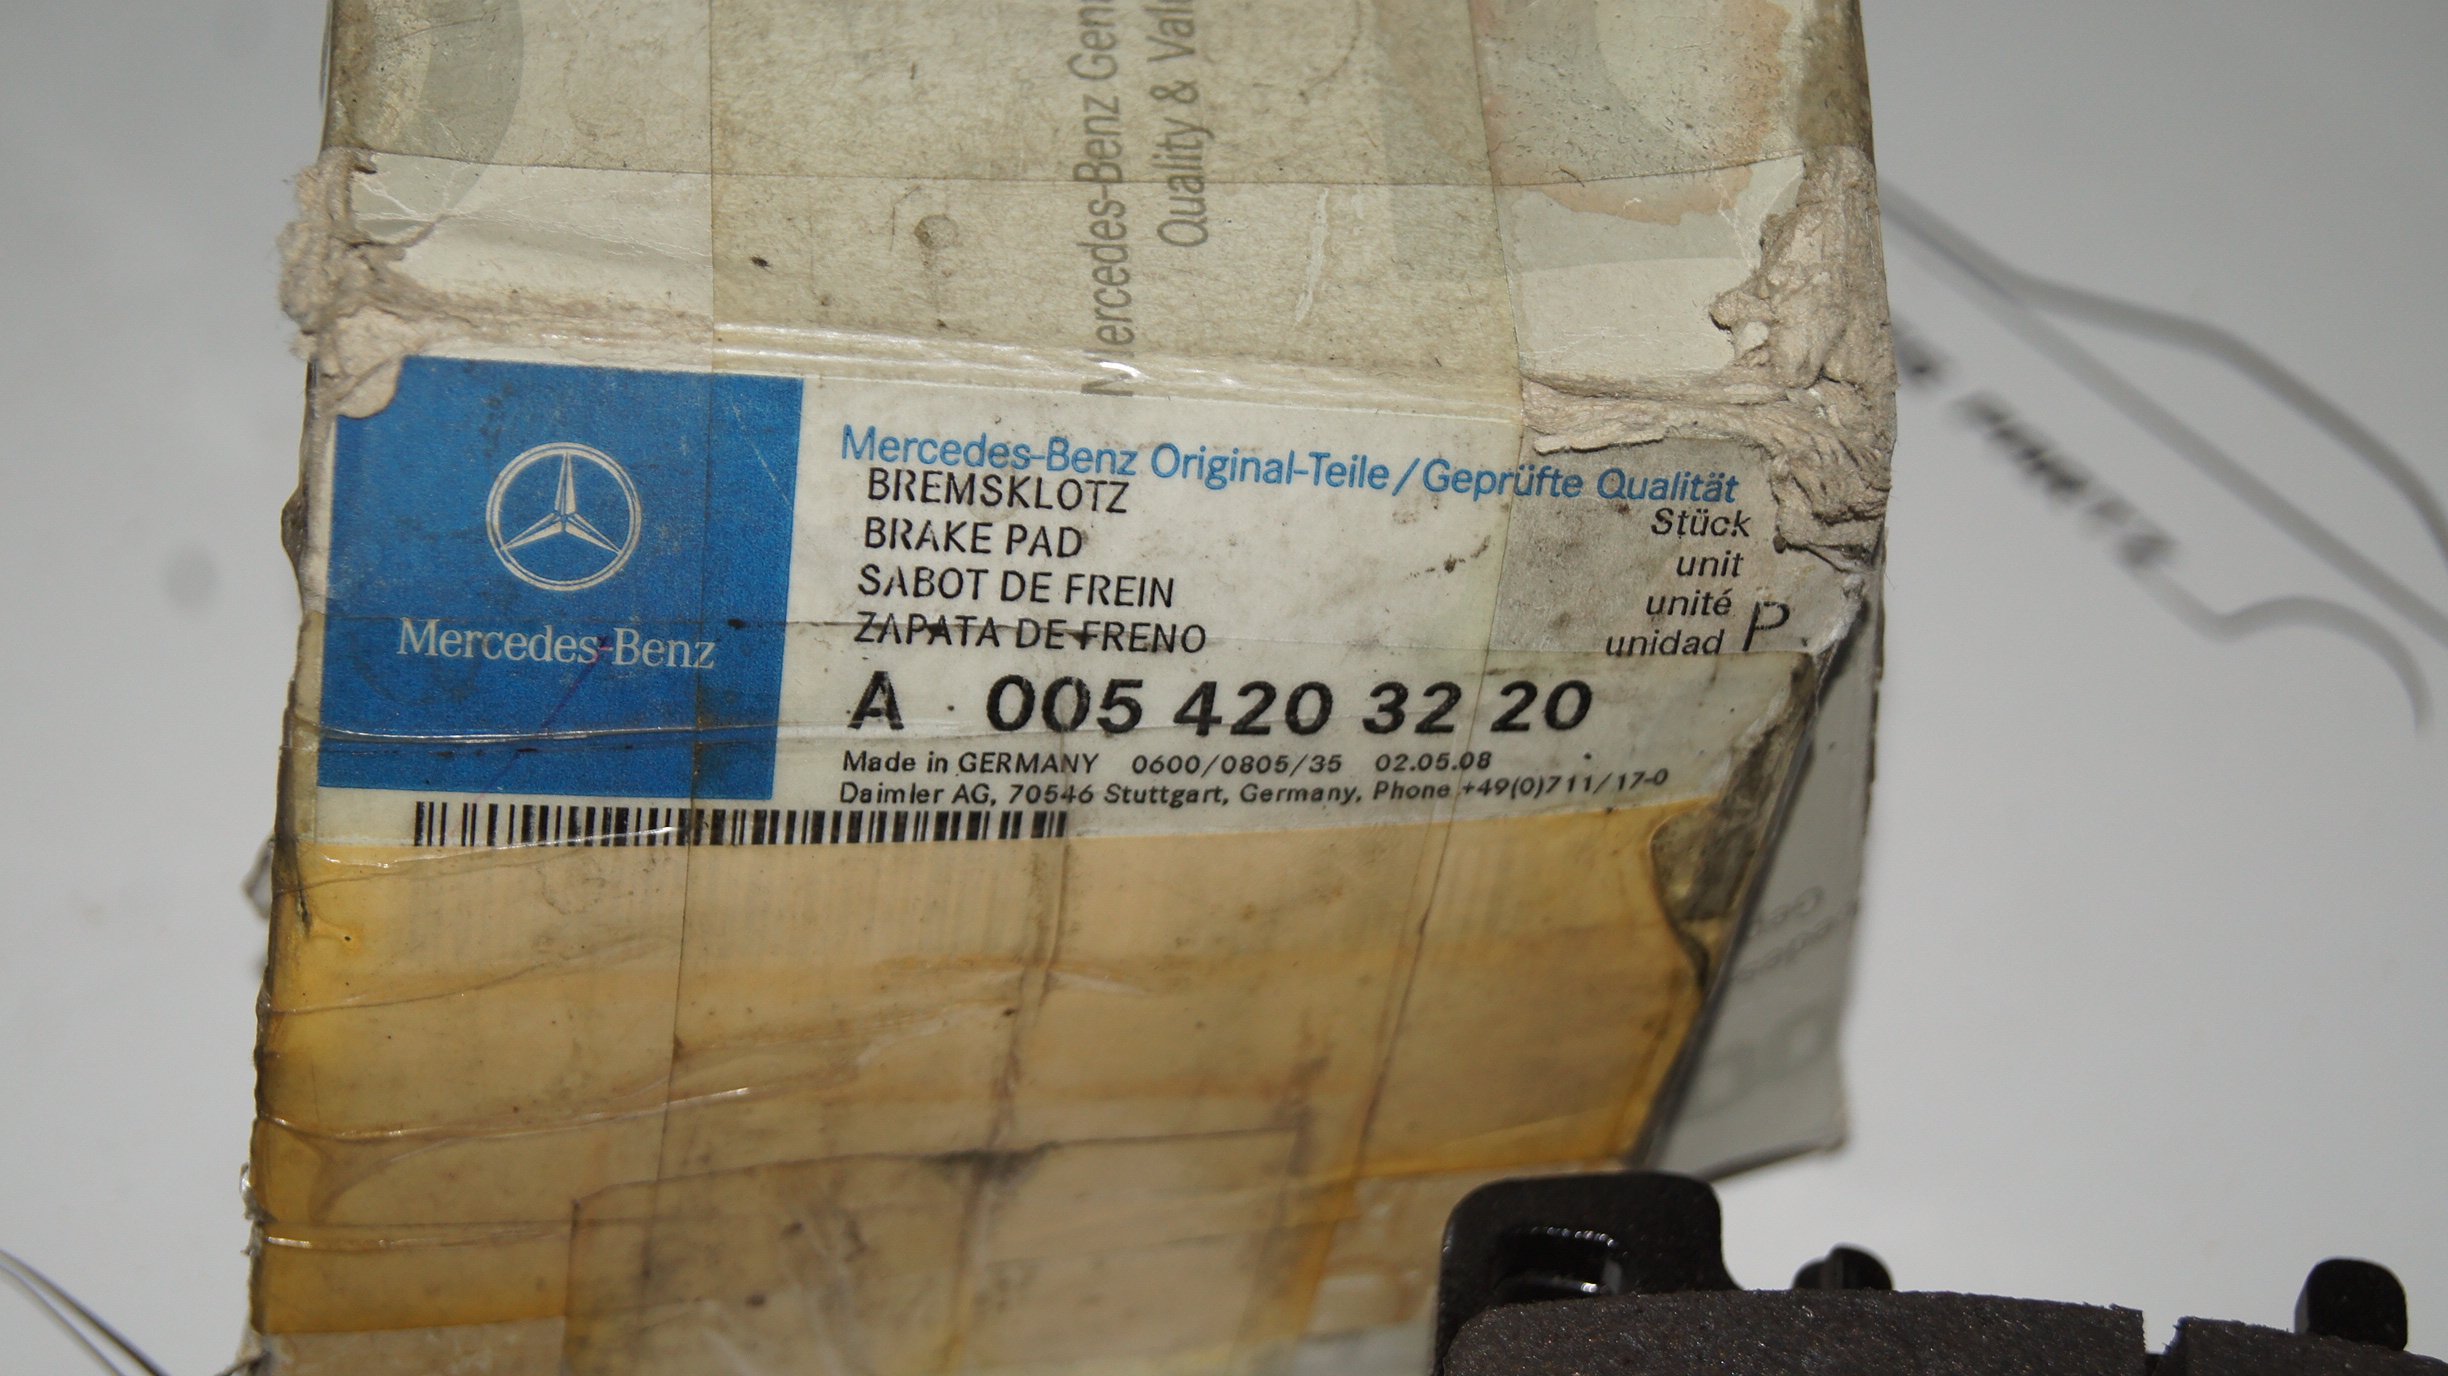 Mercedes-Benz
Quality &
Mercedes-Benz
Mercedes-Benz Original-Teile/Geprüfte Qualität
BREMSKLOTZ
BRAKE PAD
SABOT DE FREIN
ZAPATA DE FRENO
Stück
unit
unité
unidad P
A 005 420 32 20
Made in GERMANY 0600/0805/35 02.05.08
Daimler AG, 70546 Stuttgart, Germany, Phone +49(0)711/17-0